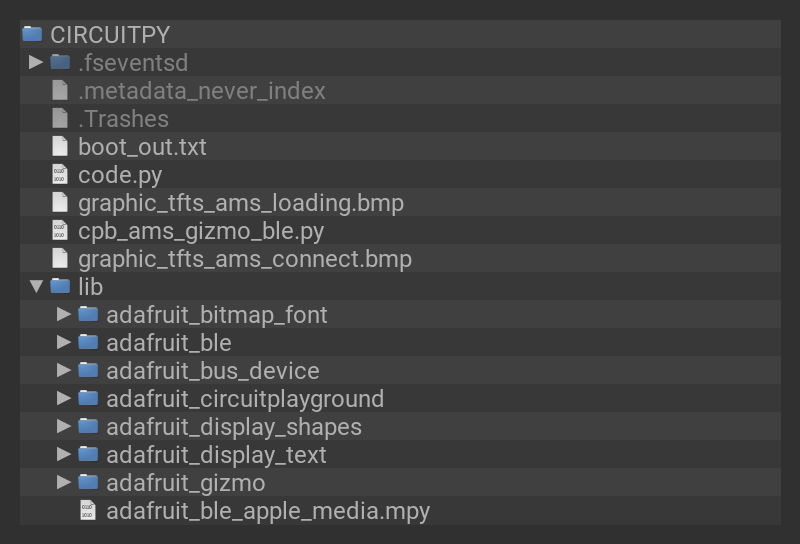 CIRCUITPY
.fseventsd
.metadata_never_index
.Trashes
boot_out.txt
code.py
graphic_tfts_ams_loading.bmp
cpb_ams_gizmo_ble.py
graphic_tfts_ams_connect.bmp
lib
adafruit_bitmap_font
adafruit_ble
adafruit_bus_device
adafruit_circuitplayground
adafruit_display_shapes
adafruit_display_text
adafruit_gizmo
adafruit_ble_apple_media.mpy